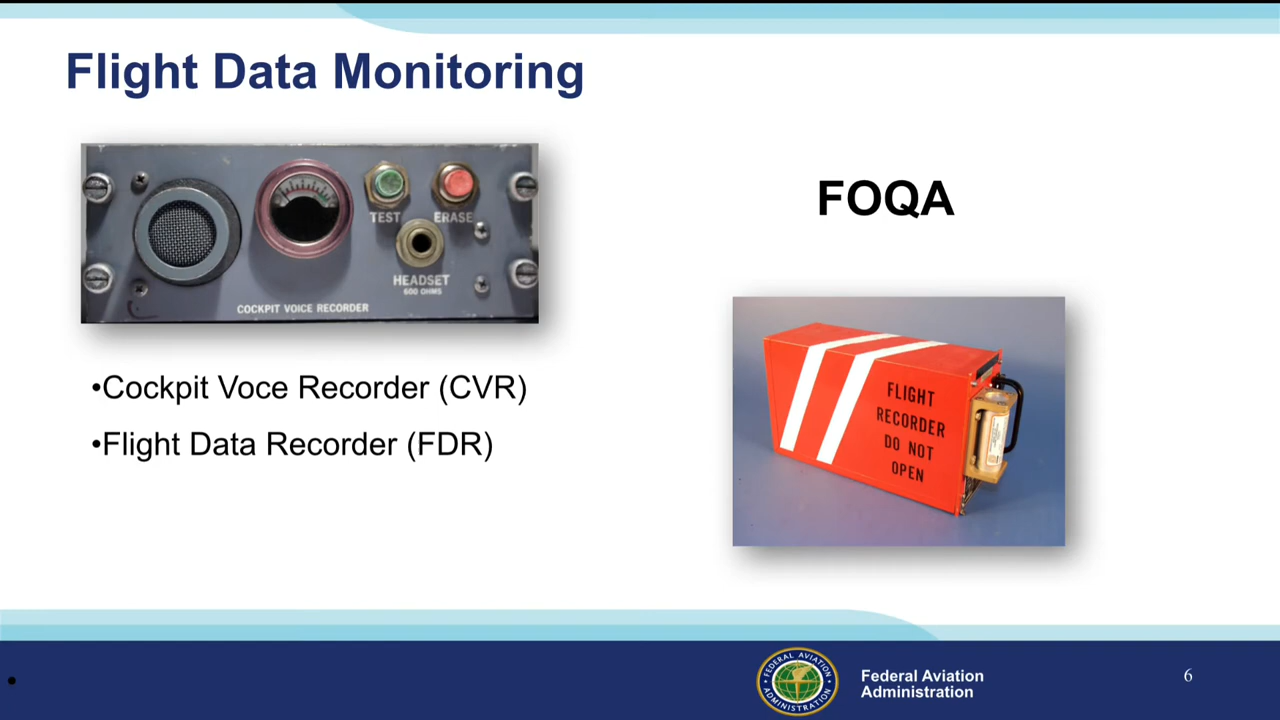 Flight Data Monitoring
TEST
ERASE
HEADSET
600 OHMS
COCKPIT VOICE RECORDER
•Cockpit Voce Recorder (CVR)
•Flight Data Recorder (FDR)
FOQA
FLIGHT
RECORDER
DO NOT
OPEN
FEDERAL AVIATION
ADMINISTRATION
Federal Aviation
Administration
6